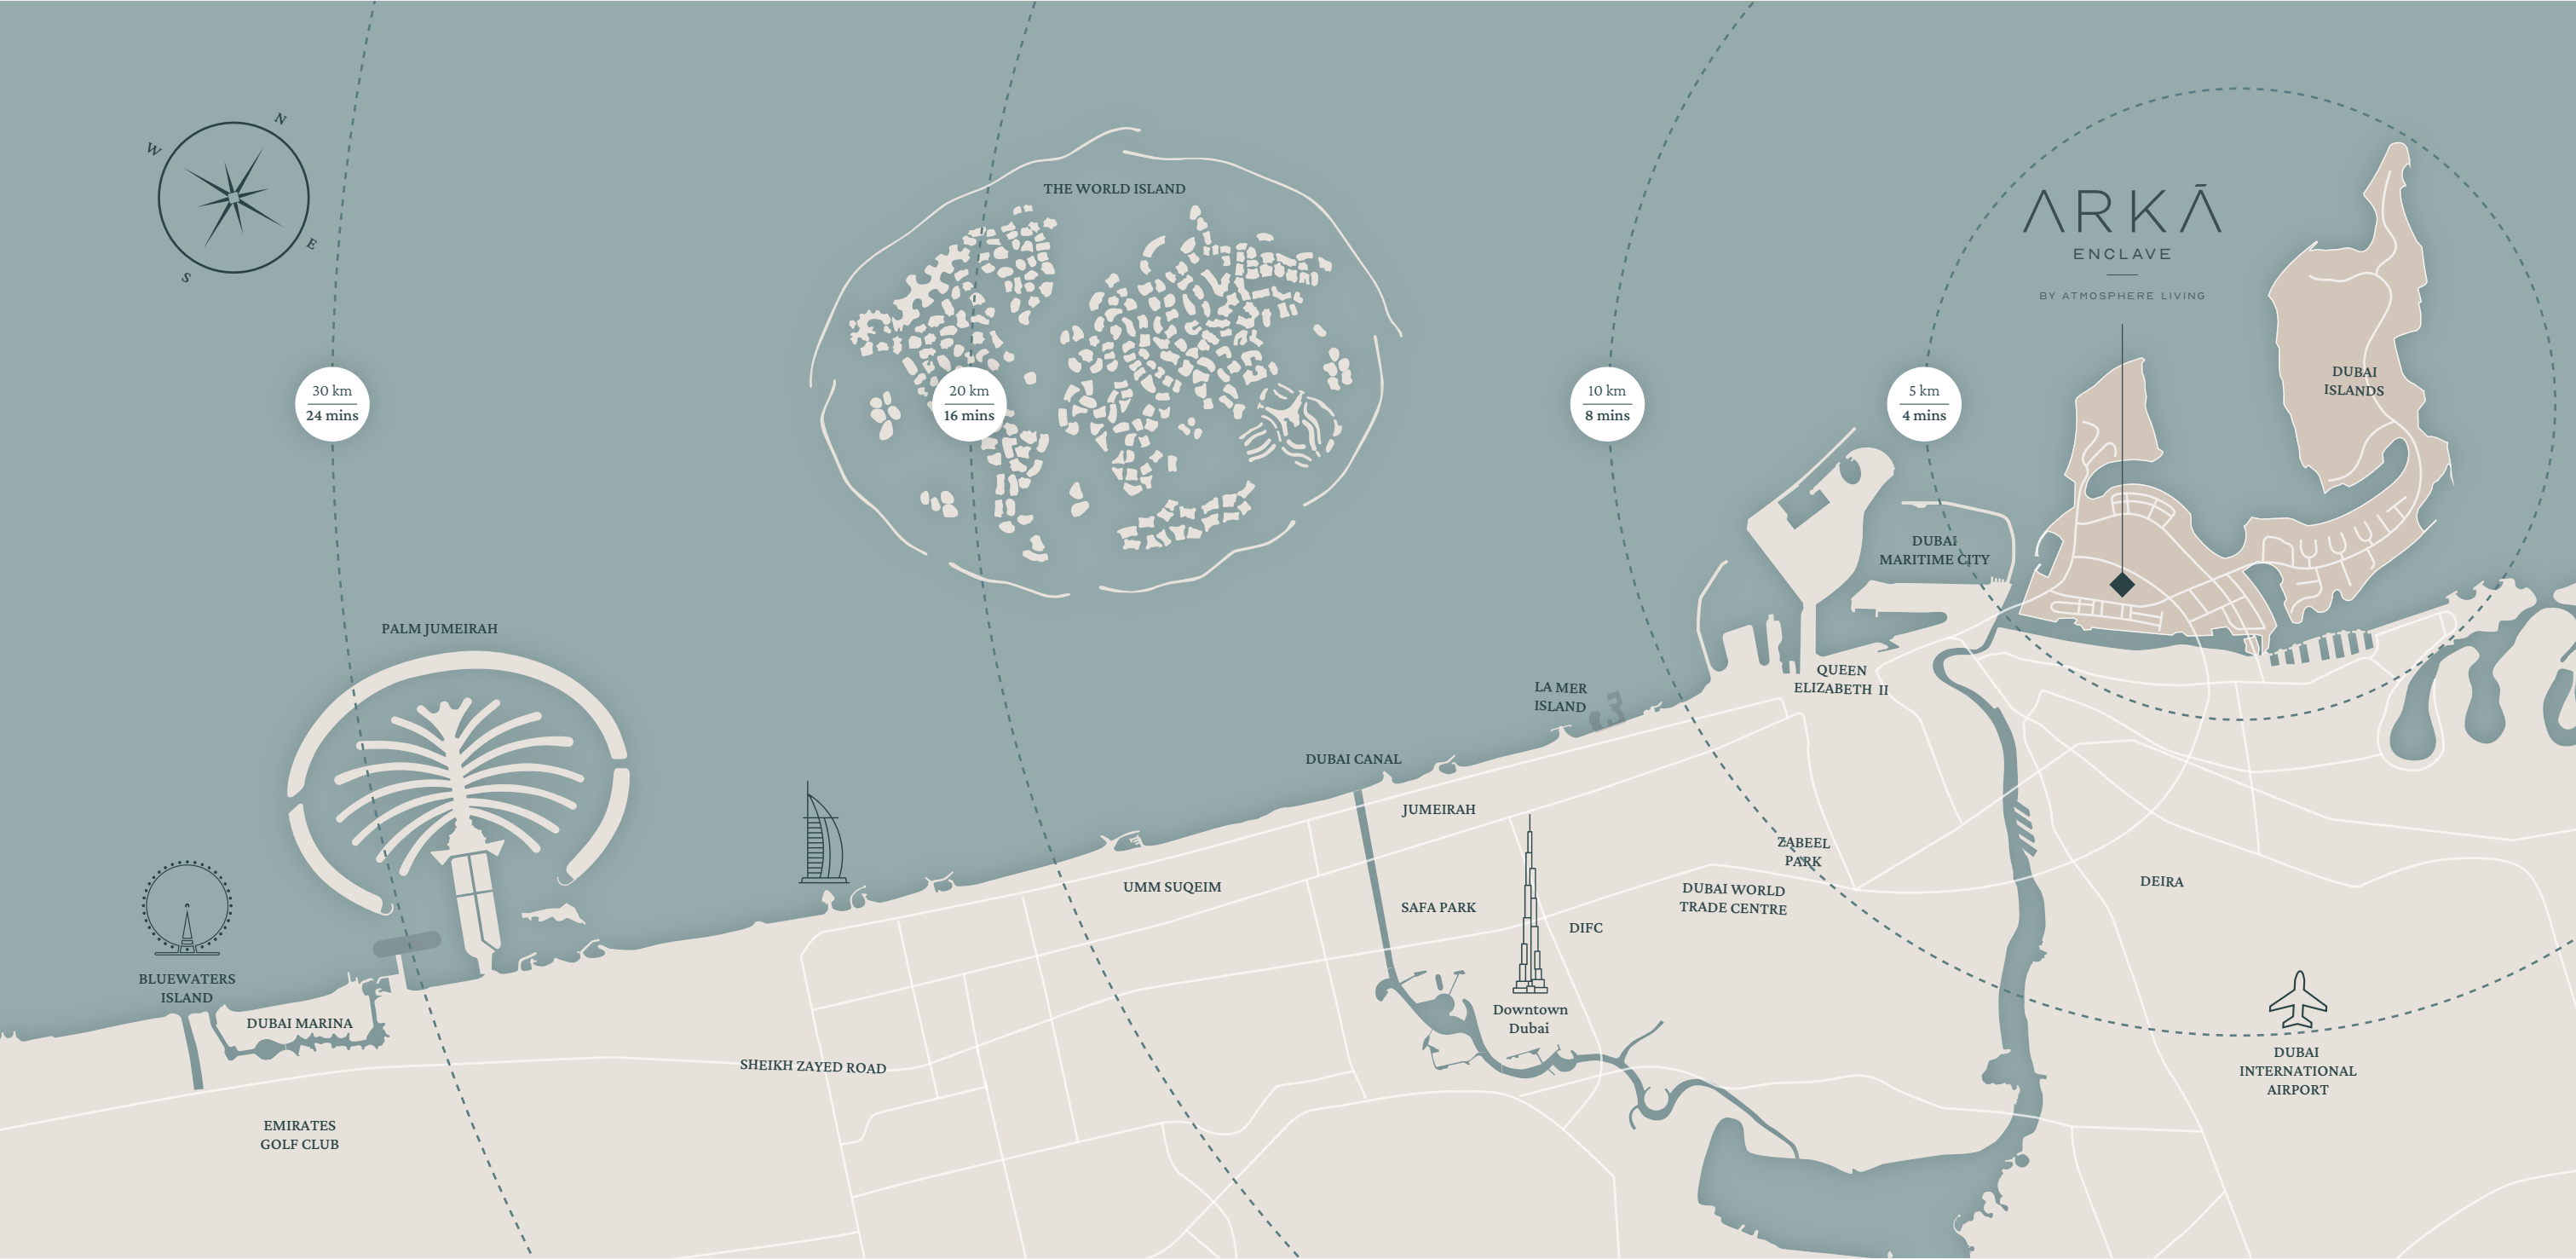 N
W
E
S
THE WORLD ISLAND
ΛRKĀ
ENCLAVE
BY ATMOSPHERE LIVING
DUBAI
ISLANDS
30 km
24 mins
20 km
16 mins
10 km
8 mins
5 km
4 mins
DUBAI
MARITIME CITY
PALM JUMEIRAH
QUEEN
ELIZABETH II
LA MER
ISLAND
DUBAI CANAL
JUMEIRAH
ZABEEL
PARK
UMM SUQEIM
DUBAI WORLD
TRADE CENTRE
DEIRA
SAFA PARK
DIFC
BLUEWATERS
ISLAND
DUBAI MARINA
Downtown
Dubai
SHEIKH ZAYED ROAD
DUBAI
INTERNATIONAL
AIRPORT
EMIRATES
GOLF CLUB